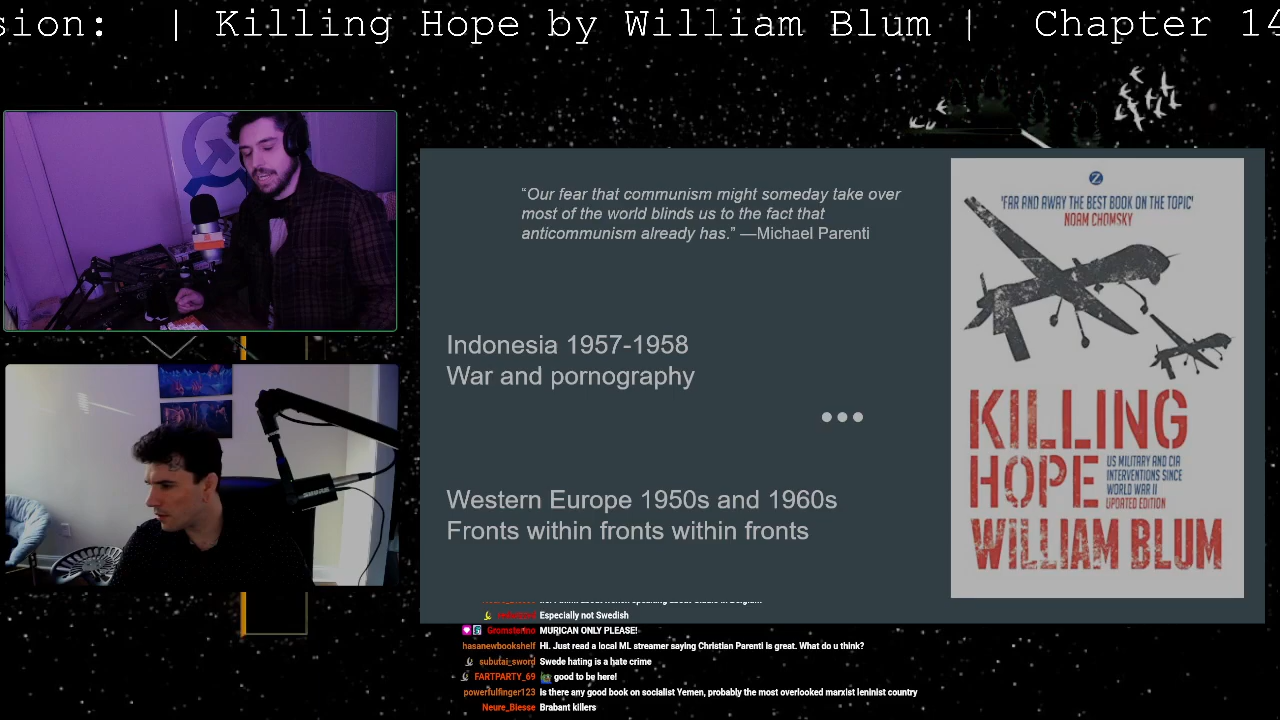 sion: | Killing Hope by William Blum | Chapter 14
"Our fear that communism might someday take over
most of the world blinds us to the fact that
anticommunism already has." —Michael Parenti
Indonesia 1957-1958
War and pornography
Western Europe 1950s and 1960s
Fronts within fronts within fronts
'FAR AND AWAY THE BEST BOOK ON THE TOPIC'
NOAM CHOMSKY
KILLING
HOPE
US MILITARY AND CIA
INTERVENTIONS SINCE
WORLD WAR II
UPDATED EDITION
WILLIAM BLUM
Especially not Swedish
MURICAN ONLY PLEASE!
hasanewbookshelf Hi. Just read a local ML streamer saying Christian Parenti is great. What do u think?
subutai_sword Swede hating is a hate crime
FARTPARTY_69 good to be here!
powerfulfinger123 is there any good book on socialist Yemen, probably the most overlooked marxist leninist country
Neure_Blesse Brabant killers